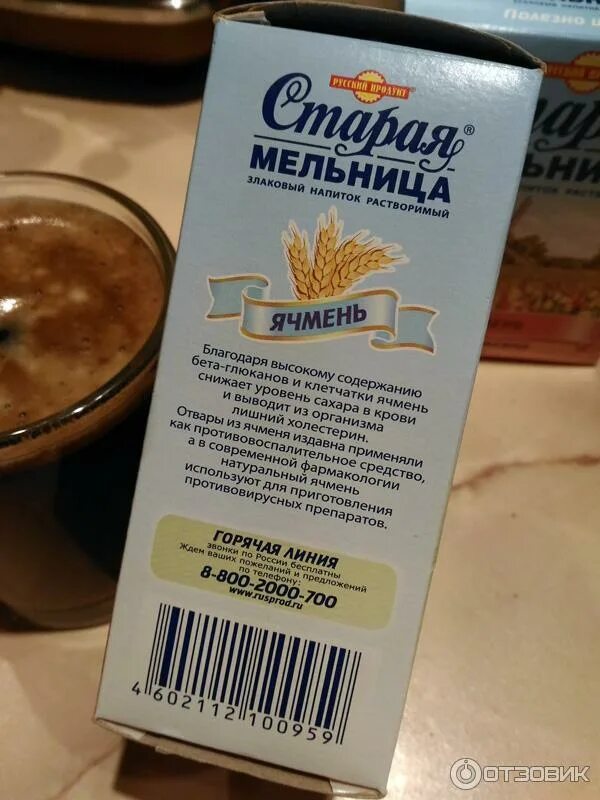 РУССКИЙ ПРОДУКТ
Старая®
МЕЛЬНИЦА
ЗЛАКОВЫЙ НАПИТОК РАСТВОРИМЫЙ
ЯЧМЕНЬ
Благодаря высокому содержанию
бета-глюканов и клетчатки ячмень
снижает уровень сахара в крови
и выводит из организма
лишний холестерин.
Отвары из ячменя издавна применяли
как противовоспалительное средство,
а в современной фармакологии
натуральный ячмень
используют для приготовления
противовирусных препаратов.
ГОРЯЧАЯ ЛИНИЯ
звонки по России бесплатны
Ждем ваших пожеланий и предложений
по телефону:
8-800-2000-700
www.rusprod.ru
4 602112 100959
Полезно
РУССКИЙ ПРОДУКТ
ОТЗОВИК